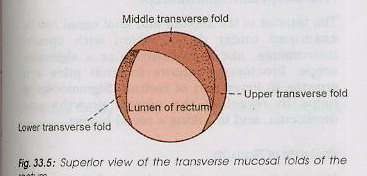 Middle transverse fold
Upper transverse fold
Lumen of rectum
Lower transverse fold
Fig. 33.5: Superior view of the transverse mucosal folds of the